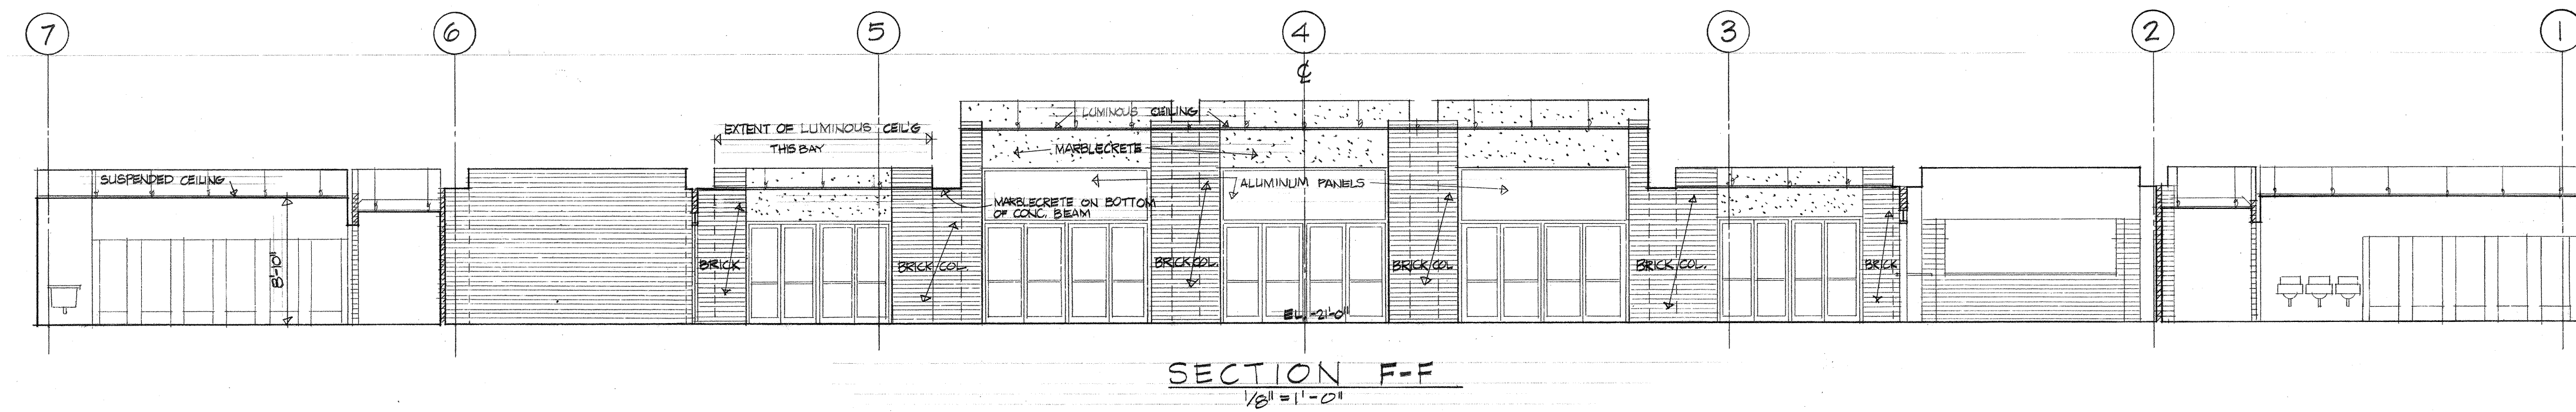 7 6 5 4 3 2 1
℄
LUMINOUS CEILING
EXTENT OF LUMINOUS CEIL'G
THIS BAY
MARBLECRETE
SUSPENDED CEILING
ALUMINUM PANELS
MARBLECRETE ON BOTTOM
OF CONC. BEAM
8'-10"
BRICK
BRICK COL.
BRICK COL.
BRICK COL
BRICK COL.
BRICK
EL. -21'-0"
SECTION F-F
1/8" = 1'-0"